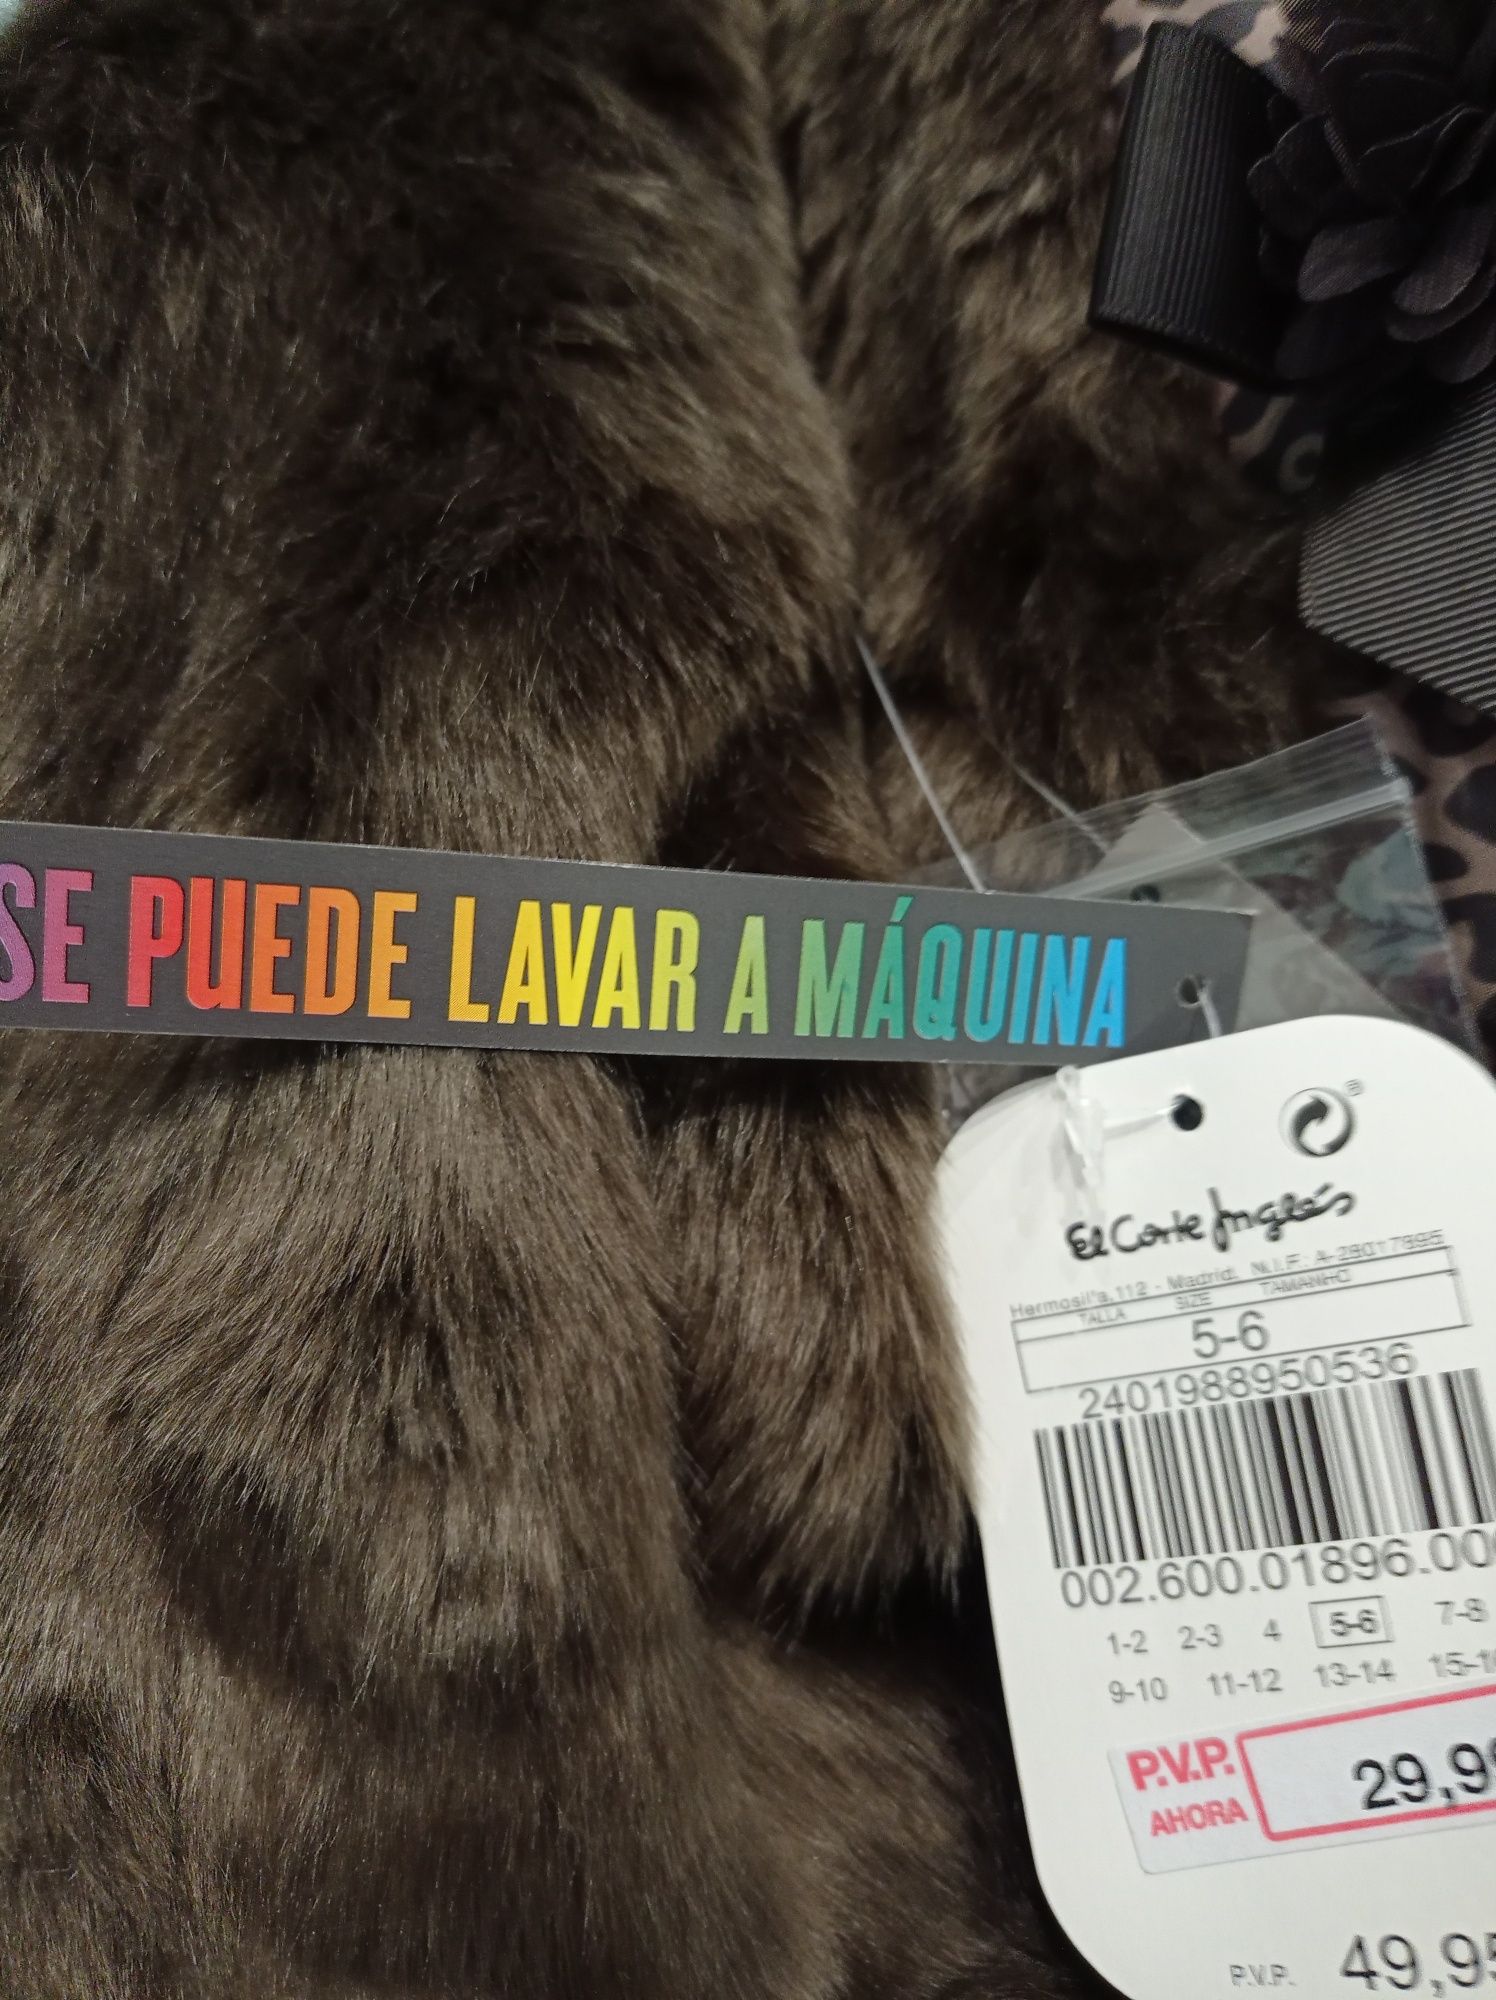 SE PUEDE LAVAR A MÁQUINA
El Corte Inglés
Hermosilla,112 - Madrid. N.I.F.: A-28017895
TALLA SIZE TAMANHO
5-6
2401988950536
002.600.01896.00
1-2 2-3 4 5-6 7-8
9-10 11-12 13-14
P.V.P. 29,9
AHORA
P.V.P. 49,95